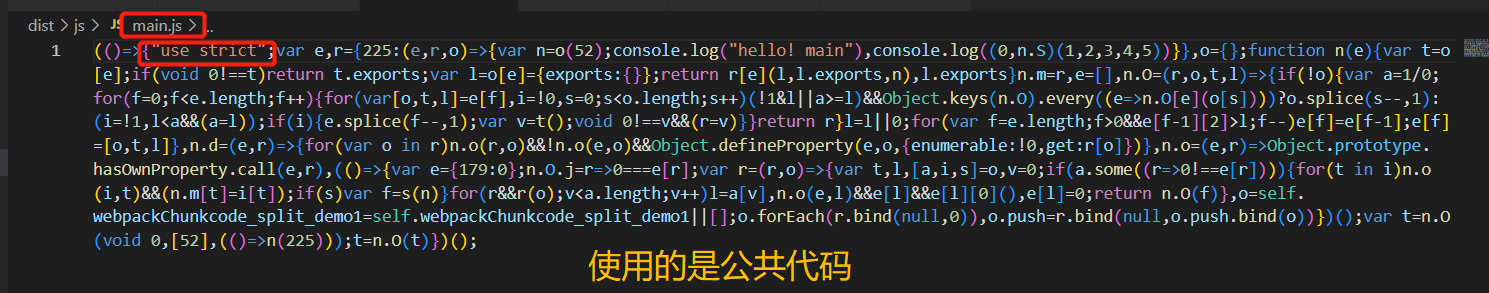 dist > js > JS main.js > ..
1 (()=>{"use strict";var e,r={225:(e,r,o)=>{var n=o(52);console.log("hello! main"),console.log((0,n.S)(1,2,3,4,5))}},o={};function n(e){var t=o
[e];if(void 0!==t)return t.exports;var l=o[e]={exports:{}};return r[e](l,l.exports,n),l.exports}n.m=r,e=[],n.O=(r,o,t,l)=>{if(!o){var a=1/0;
for(f=0;f<e.length;f++){for(var[o,t,l]=e[f],i=!0,s=0;s<o.length;s++)(!1&l||a>=l)&&Object.keys(n.O).every((e=>n.O[e](o[s])))?o.splice(s--,1):
(i=!1,l<a&&(a=l));if(i){e.splice(f--,1);var v=t();void 0!==v&&(r=v)}}return r}l=l||0;for(var f=e.length;f>0&&e[f-1][2]>l;f--)e[f]=e[f-1];e[f]
=[o,t,l]},n.d=(e,r)=>{for(var o in r)n.o(r,o)&&!n.o(e,o)&&Object.defineProperty(e,o,{enumerable:!0,get:r[o]})},n.o=(e,r)=>Object.prototype.
hasOwnProperty.call(e,r),(()=>{var e={179:0};n.O.j=r=>0===e[r];var r=(r,o)=>{var t,l,[a,i,s]=o,v=0;if(a.some((r=>0!==e[r]))){for(t in i)n.o
(i,t)&&(n.m[t]=i[t]);if(s)var f=s(n)}for(r&&r(o);v<a.length;v++)l=a[v],n.o(e,l)&&e[l]&&e[l][0](),e[l]=0;return n.O(f)},o=self.
webpackChunkcode_split_demo1=self.webpackChunkcode_split_demo1||[];o.forEach(r.bind(null,0)),o.push=r.bind(null,o.push.bind(o))})();var t=n.O
(void 0,[52],(()=>n(225)));t=n.O(t)})();
使用的是公共代码